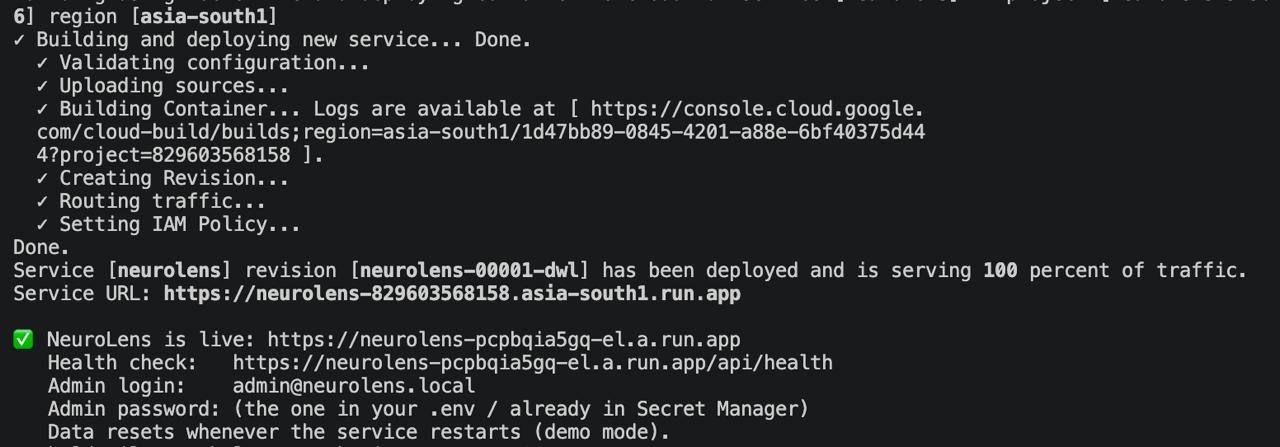 6] region [asia-south1]
✓ Building and deploying new service... Done.
✓ Validating configuration...
✓ Uploading sources...
✓ Building Container... Logs are available at [ https://console.cloud.google.
com/cloud-build/builds;region=asia-south1/1d47bb89-0845-4201-a88e-6bf40375d44
4?project=829603568158 ].
✓ Creating Revision...
✓ Routing traffic...
✓ Setting IAM Policy...
Done.
Service [neurolens] revision [neurolens-00001-dwl] has been deployed and is serving 100 percent of traffic.
Service URL: https://neurolens-829603568158.asia-south1.run.app
✅ NeuroLens is live: https://neurolens-pcpbqia5gq-el.a.run.app
Health check: https://neurolens-pcpbqia5gq-el.a.run.app/api/health
Admin login: admin@neurolens.local
Admin password: (the one in your .env / already in Secret Manager)
Data resets whenever the service restarts (demo mode).